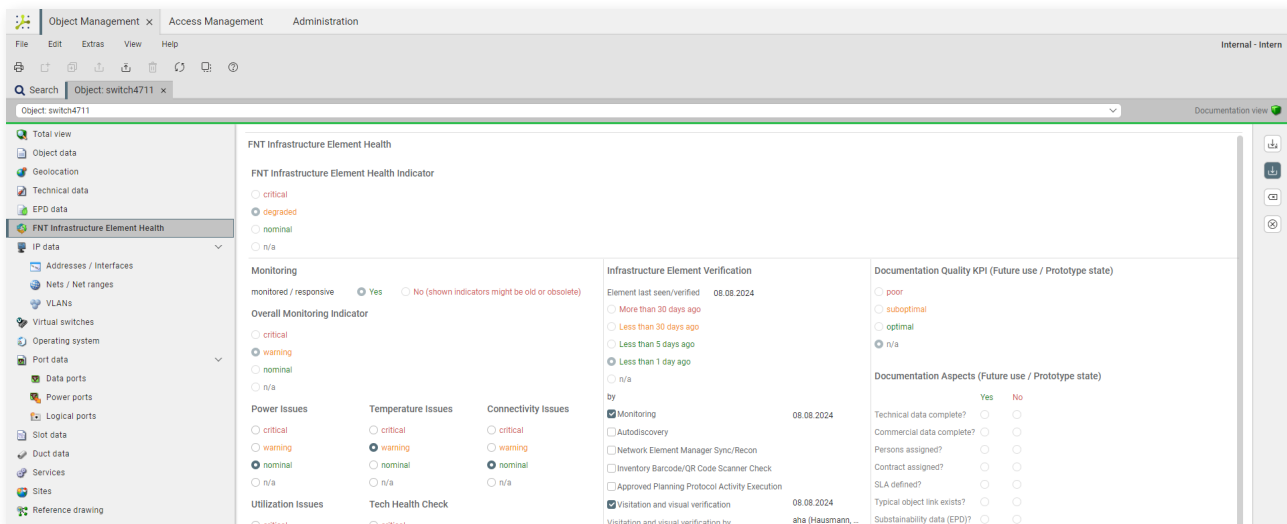 Object Management × Access Management Administration
File Edit Extras View Help Internal - Intern
Search Object: switch4711 ×
Object: switch4711 Documentation view
Total view
Object data
Geolocation
Technical data
EPD data
FNT Infrastructure Element Health
IP data
Addresses / Interfaces
Nets / Net ranges
VLANs
Virtual switches
Operating system
Port data
Data ports
Power ports
Logical ports
Slot data
Duct data
Services
Sites
Reference drawing
FNT Infrastructure Element Health
FNT Infrastructure Element Health Indicator
critical
degraded
nominal
n/a
Monitoring
monitored / responsive Yes No (shown indicators might be old or obsolete)
Overall Monitoring Indicator
critical
warning
nominal
n/a
Power Issues Temperature Issues Connectivity Issues
critical critical critical
warning warning warning
nominal nominal nominal
n/a n/a n/a
Utilization Issues Tech Health Check
critical critical
Infrastructure Element Verification
Element last seen/verified 08.08.2024
More than 30 days ago
Less than 30 days ago
Less than 5 days ago
Less than 1 day ago
n/a
by
Monitoring 08.08.2024
Autodiscovery
Network Element Manager Sync/Recon
Inventory Barcode/QR Code Scanner Check
Approved Planning Protocol Activity Execution
Visitation and visual verification 08.08.2024
Visitation and visual verification by aha (Hausmann, ...
Documentation Quality KPI (Future use / Prototype state)
poor
suboptimal
optimal
n/a
Documentation Aspects (Future use / Prototype state)
Yes No
Technical data complete?
Commercial data complete?
Persons assigned?
Contract assigned?
SLA defined?
Typical object link exists?
Substainability data (EPD)?